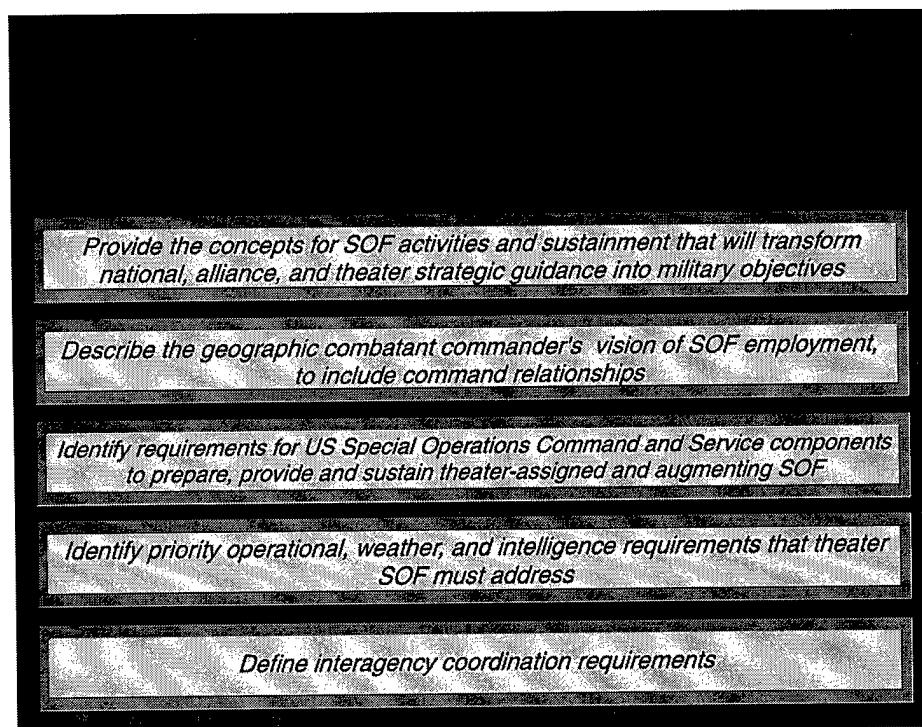 Provide the concepts for SOF activities and sustainment that will transform
national, alliance, and theater strategic guidance into military objectives
Describe the geographic combatant commander's vision of SOF employment,
to include command relationships
Identify requirements for US Special Operations Command and Service components
to prepare, provide and sustain theater-assigned and augmenting SOF
Identify priority operational, weather, and intelligence requirements that theater
SOF must address
Define interagency coordination requirements